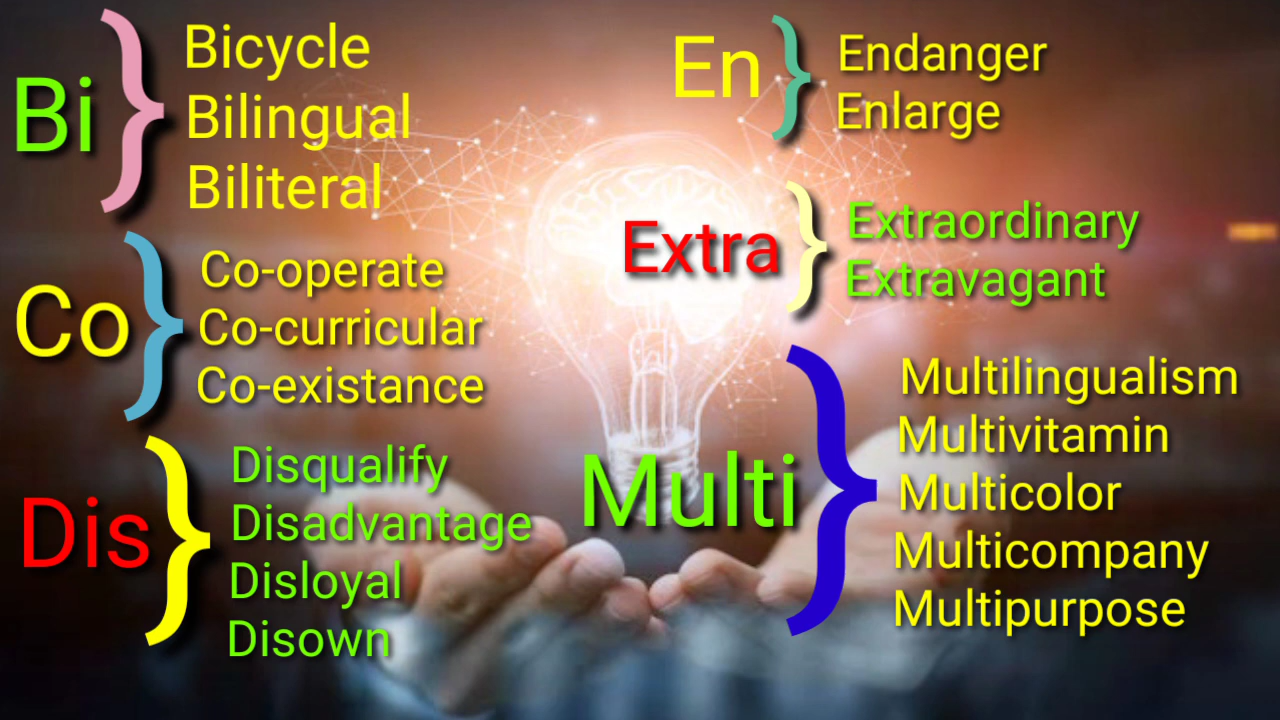 Bi
Bicycle
Bilingual
Biliteral
Co
Co-operate
Co-curricular
Co-existance
Dis
Disqualify
Disadvantage
Disloyal
Disown
En
Endanger
Enlarge
Extra
Extraordinary
Extravagant
Multi
Multilingualism
Multivitamin
Multicolor
Multicompany
Multipurpose